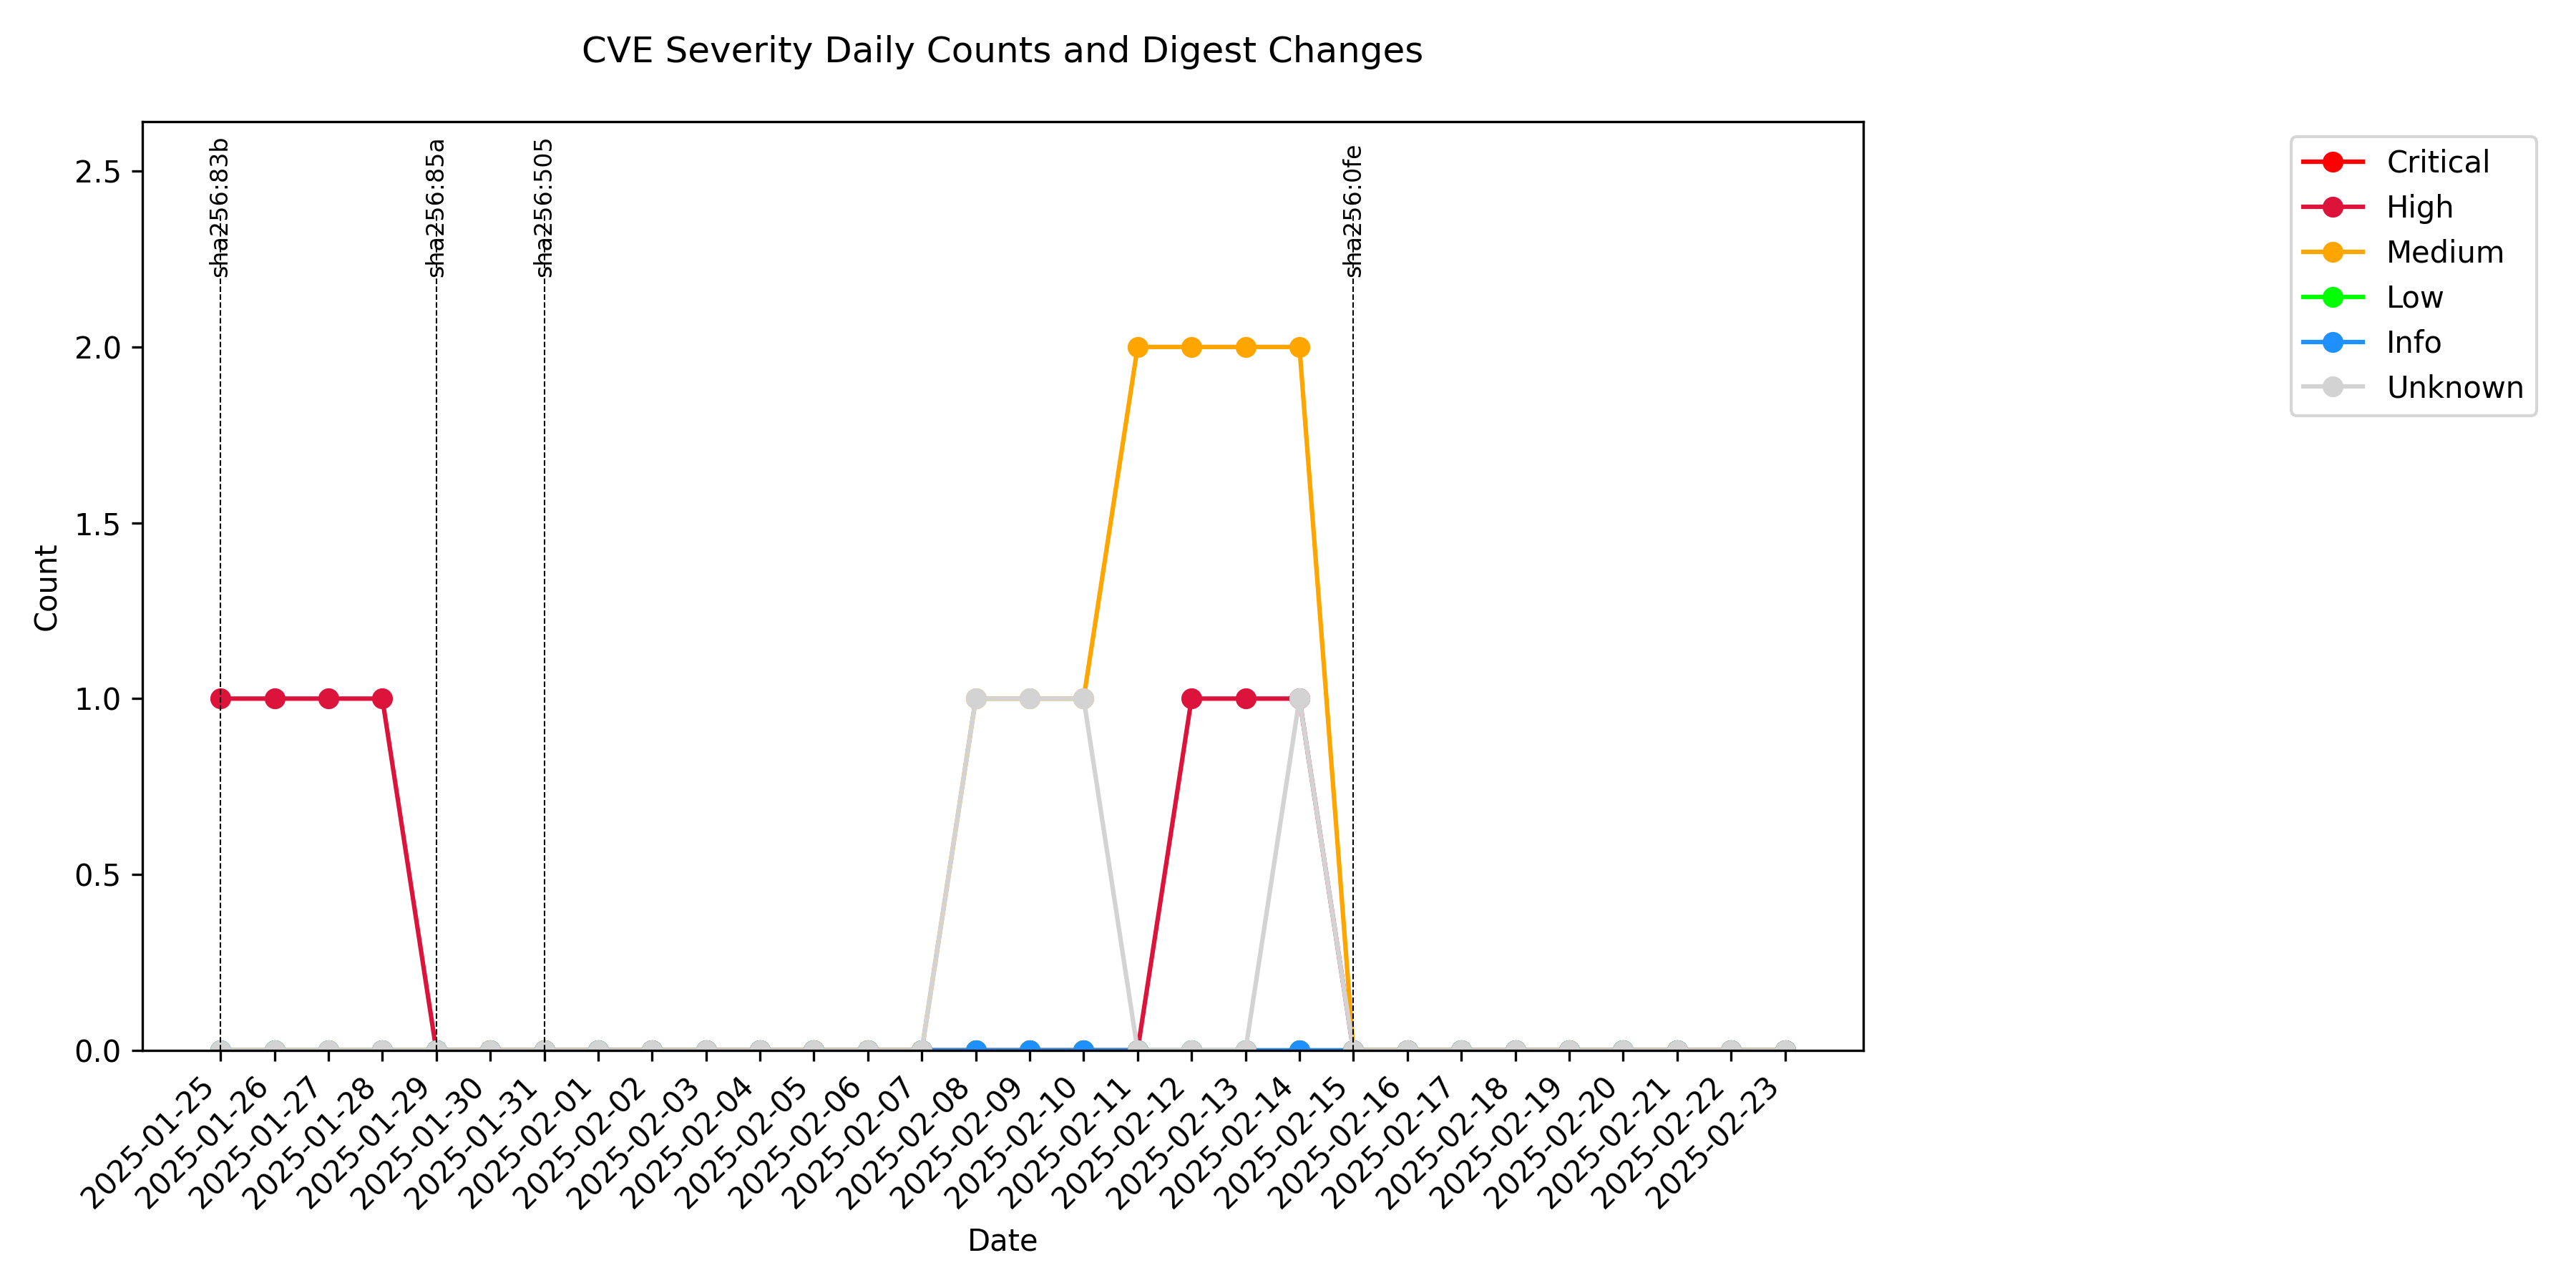 CVE Severity Daily Counts and Digest Changes
sha256:83b
sha256:85a
sha256:505
sha256:0fe
Critical
High
Medium
Low
Info
Unknown
2.5
2.0
1.5
1.0
0.5
0.0
Count
2025-01-25
2025-01-26
2025-01-27
2025-01-28
2025-01-29
2025-01-30
2025-01-31
2025-02-01
2025-02-02
2025-02-03
2025-02-04
2025-02-05
2025-02-06
2025-02-07
2025-02-08
2025-02-09
2025-02-10
2025-02-11
2025-02-12
2025-02-13
2025-02-14
2025-02-15
2025-02-16
2025-02-17
2025-02-18
2025-02-19
2025-02-20
2025-02-21
2025-02-22
2025-02-23
Date